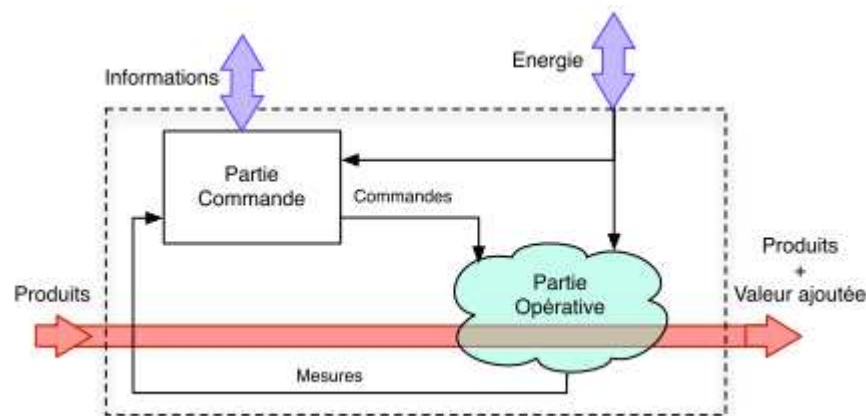 Informations
Energie
Partie
Commande
Commandes
Produits
Partie
Opérative
Produits
+
Valeur ajoutée
Mesures